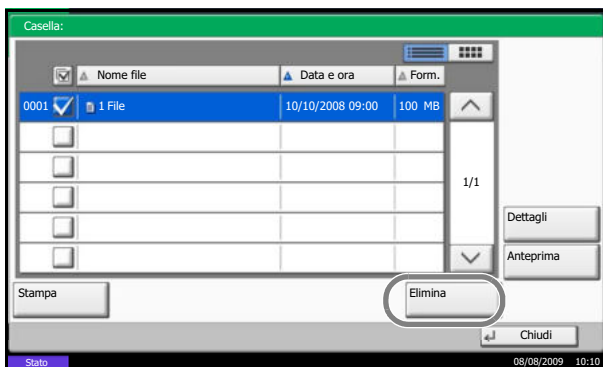 Casella:
Nome file Data e ora Form.
0001 1 File 10/10/2008 09:00 100 MB
1/1
Dettagli
Anteprima
Stampa Elimina
Chiudi
Stato 08/08/2009 10:10